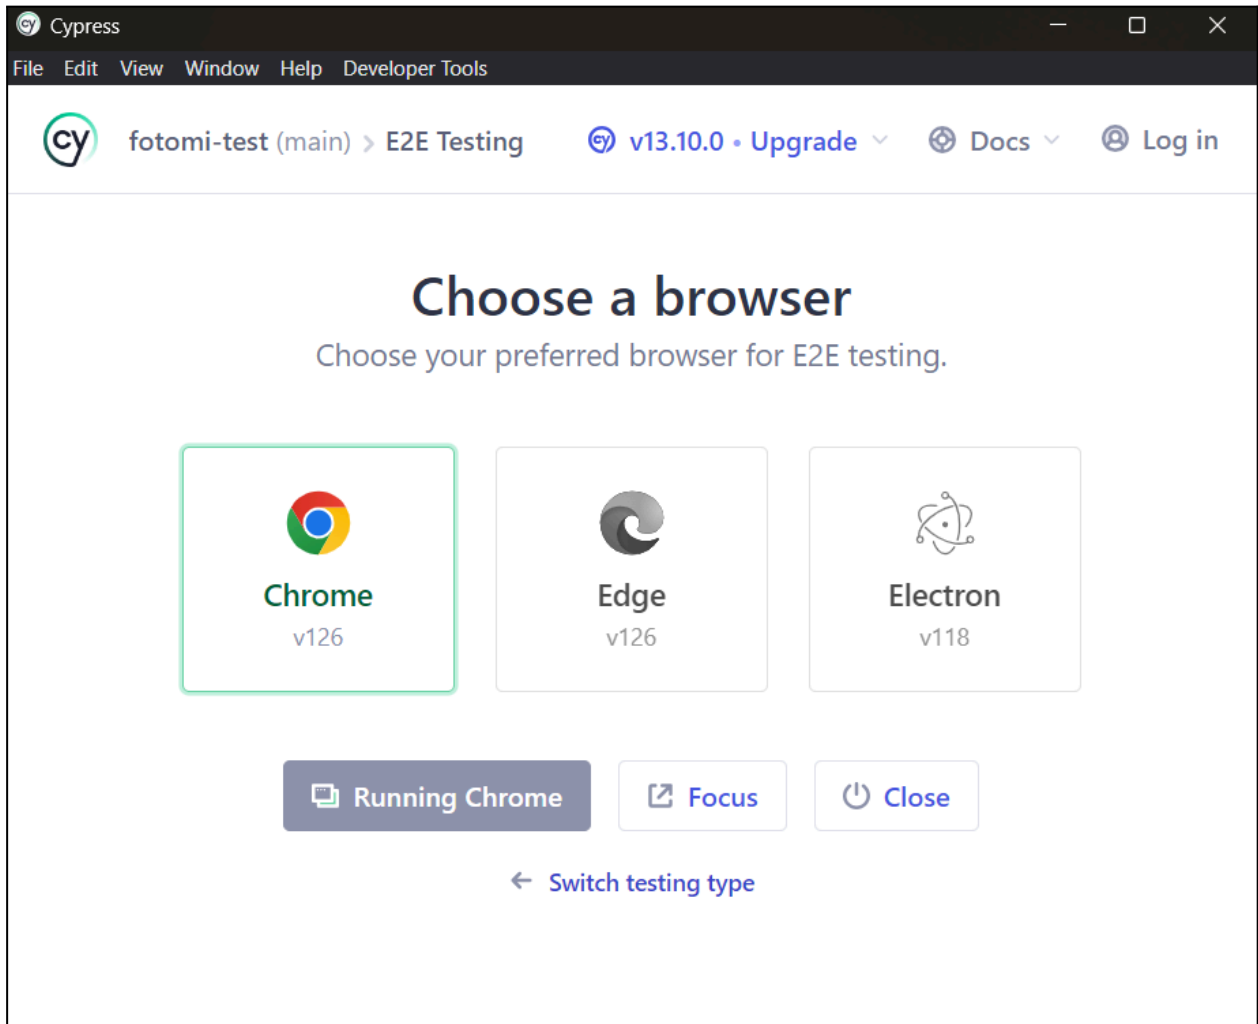 Cypress
File Edit View Window Help Developer Tools
cy fotomi-test (main) > E2E Testing cy v13.10.0 • Upgrade Docs Log in
Choose a browser
Choose your preferred browser for E2E testing.
Chrome Edge Electron
v126 v126 v118
Running Chrome Focus Close
← Switch testing type